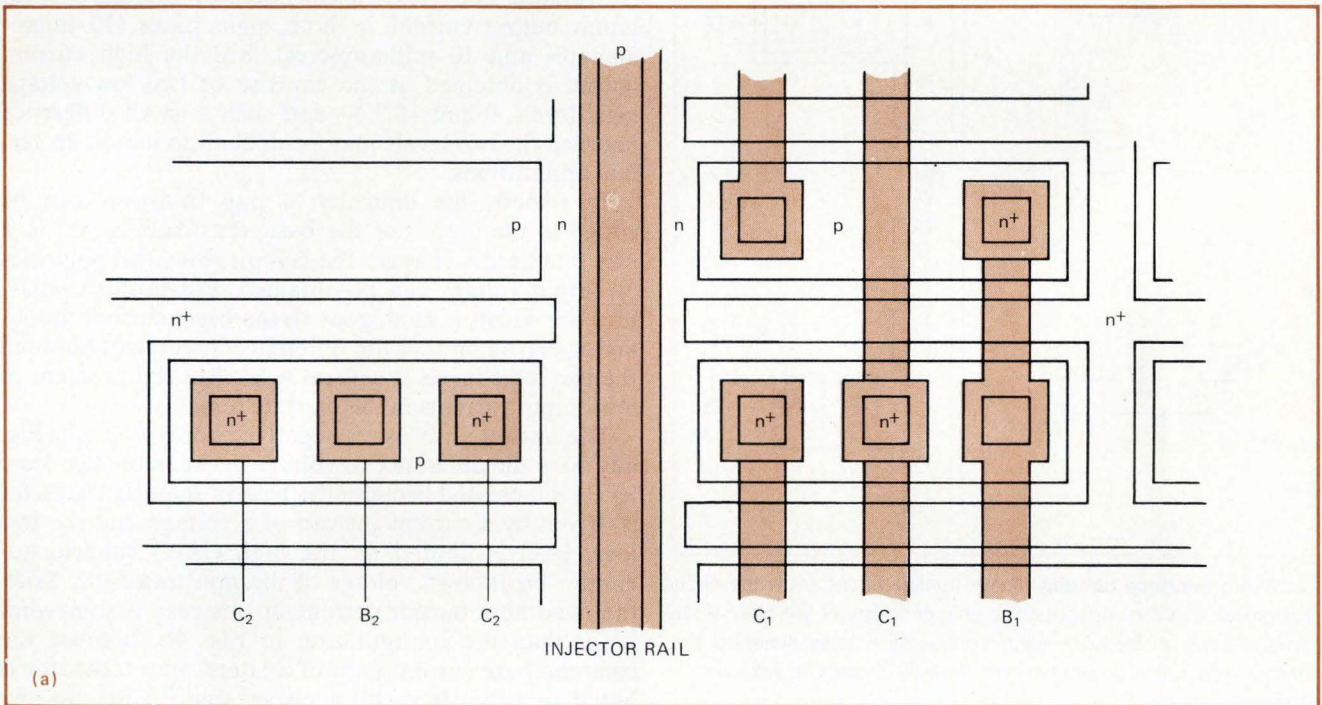 p
p n n p n+
n+ n+
n+ n+ n+ n+
p
C2 B2 C2 C1 C1 B1
INJECTOR RAIL
(a)